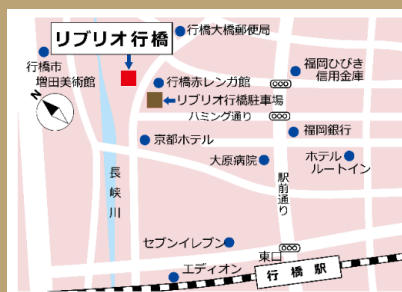 リブリオ行橋
行橋大橋郵便局
行橋市
増田美術館
行橋赤レンガ館
福岡ひびき
信用金庫
リブリオ行橋駐車場
N
ハミング通り
福岡銀行
京都ホテル
大原病院
ホテル
ルートイン
長峡川
駅前通り
セブンイレブン
東口
エディオン
行橋駅